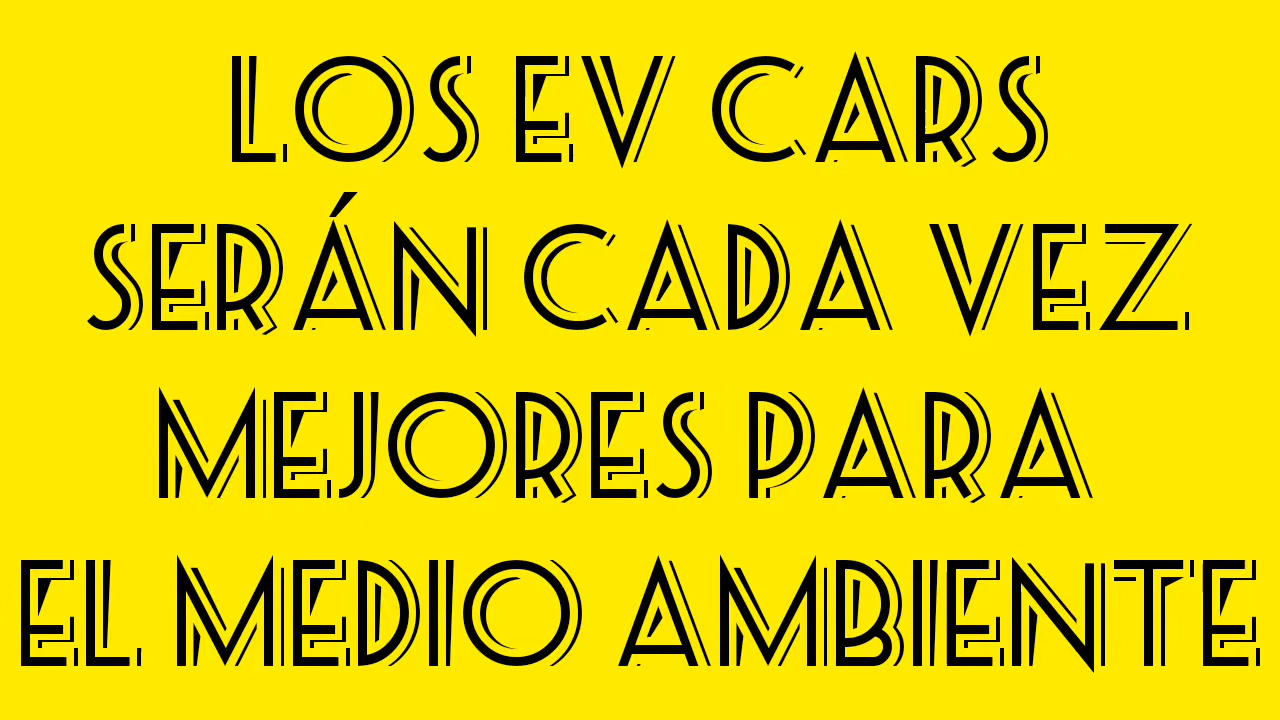 LOS EV CARS
SERÁN CADA VEZ
MEJORES PARA
EL MEDIO AMBIENTE